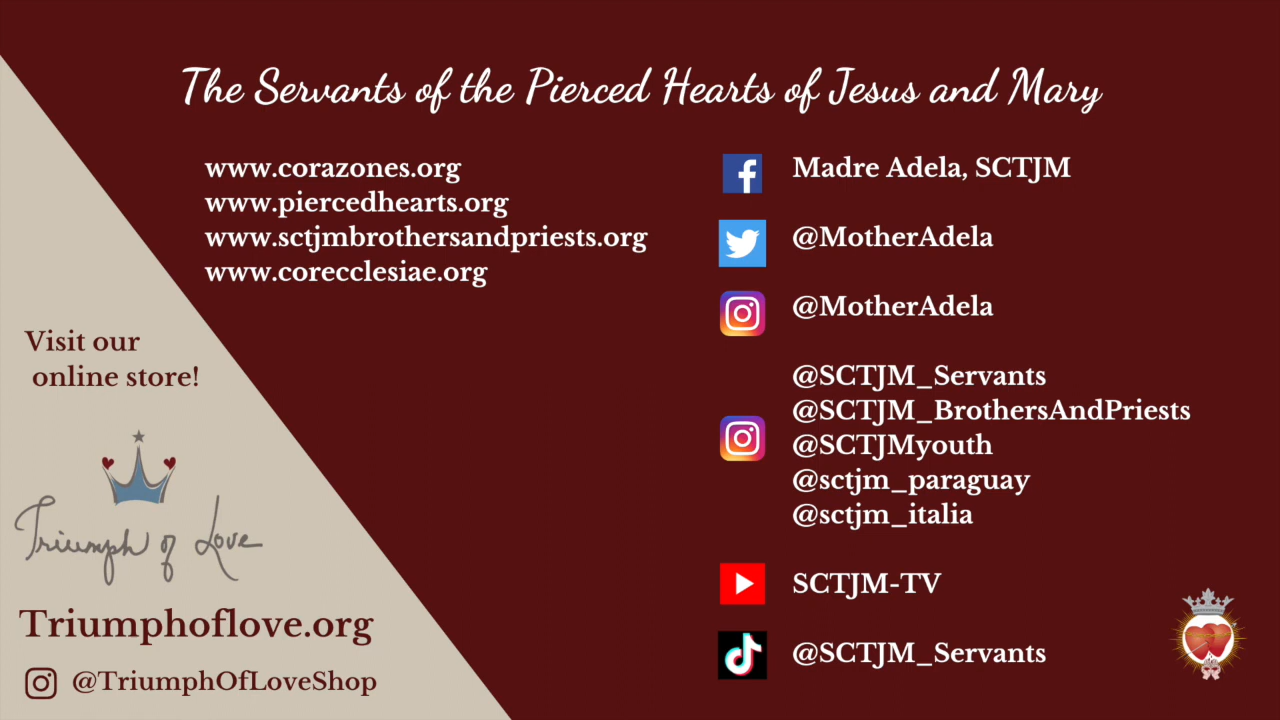 The Servants of the Pierced Hearts of Jesus and Mary
www.corazones.org
www.piercedhearts.org
www.sctjmbrothersandpriests.org
www.corecclesiae.org
Madre Adela, SCTJM
@MotherAdela
@MotherAdela
@SCTJM_Servants
@SCTJM_BrothersAndPriests
@SCTJMyouth
@sctjm_paraguay
@sctjm_italia
SCTJM-TV
@SCTJM_Servants
Visit our
online store!
Triumph of Love
Triumphoflove.org
@TriumphOfLoveShop